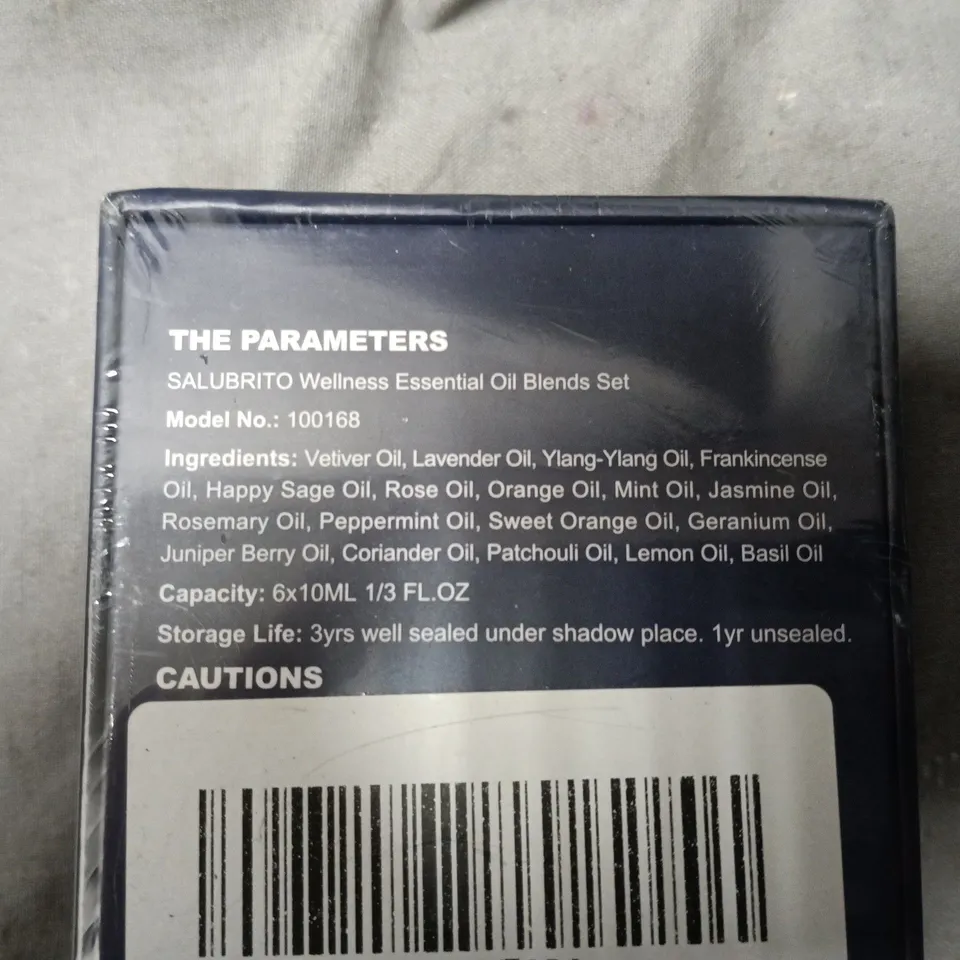 THE PARAMETERS
SALUBRITO Wellness Essential Oil Blends Set
Model No.: 100168
Ingredients: Vetiver Oil, Lavender Oil, Ylang-Ylang Oil, Frankincense
Oil, Happy Sage Oil, Rose Oil, Orange Oil, Mint Oil, Jasmine Oil,
Rosemary Oil, Peppermint Oil, Sweet Orange Oil, Geranium Oil,
Juniper Berry Oil, Coriander Oil, Patchouli Oil, Lemon Oil, Basil Oil
Capacity: 6x10ML 1/3 FL.OZ
Storage Life: 3yrs well sealed under shadow place. 1yr unsealed.
CAUTIONS